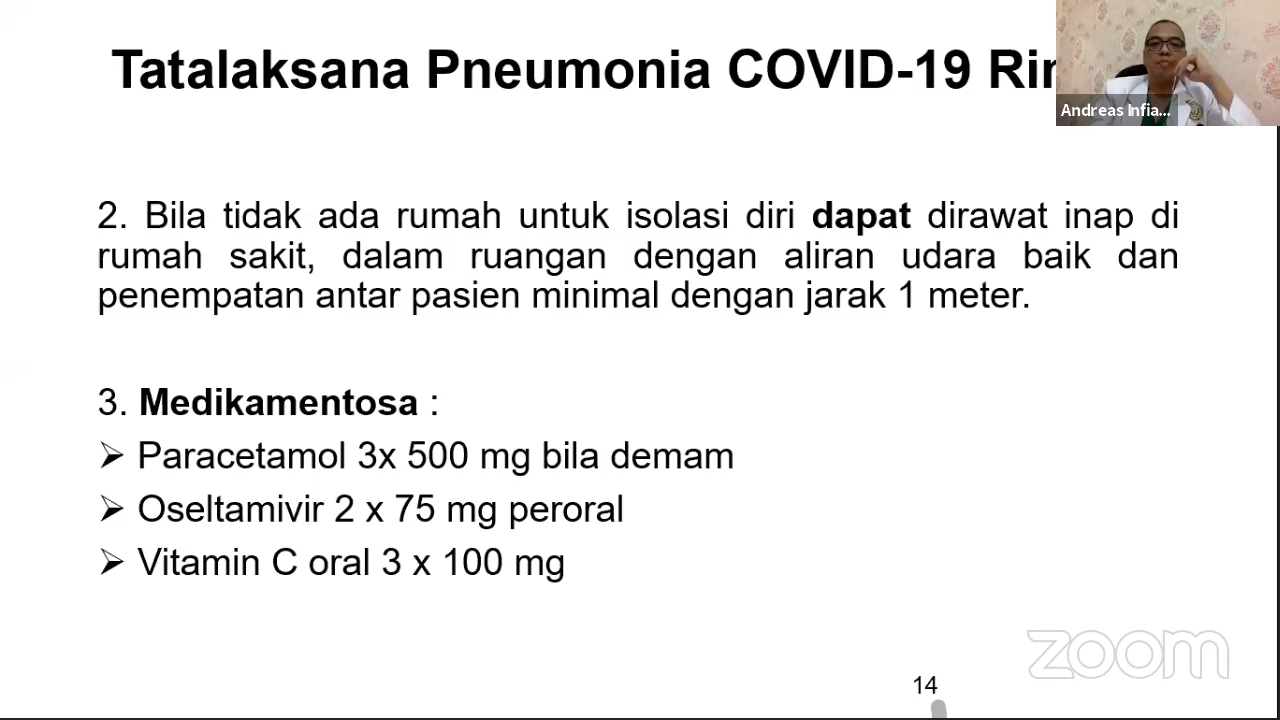 Tatalaksana Pneumonia COVID-19
Andreas Infia...
2. Bila tidak ada rumah untuk isolasi diri dapat dirawat inap di
rumah sakit, dalam ruangan dengan aliran udara baik dan
penempatan antar pasien minimal dengan jarak 1 meter.
3. Medikamentosa :
➢ Paracetamol 3x 500 mg bila demam
➢ Oseltamivir 2 x 75 mg peroral
➢ Vitamin C oral 3 x 100 mg
zoom
14